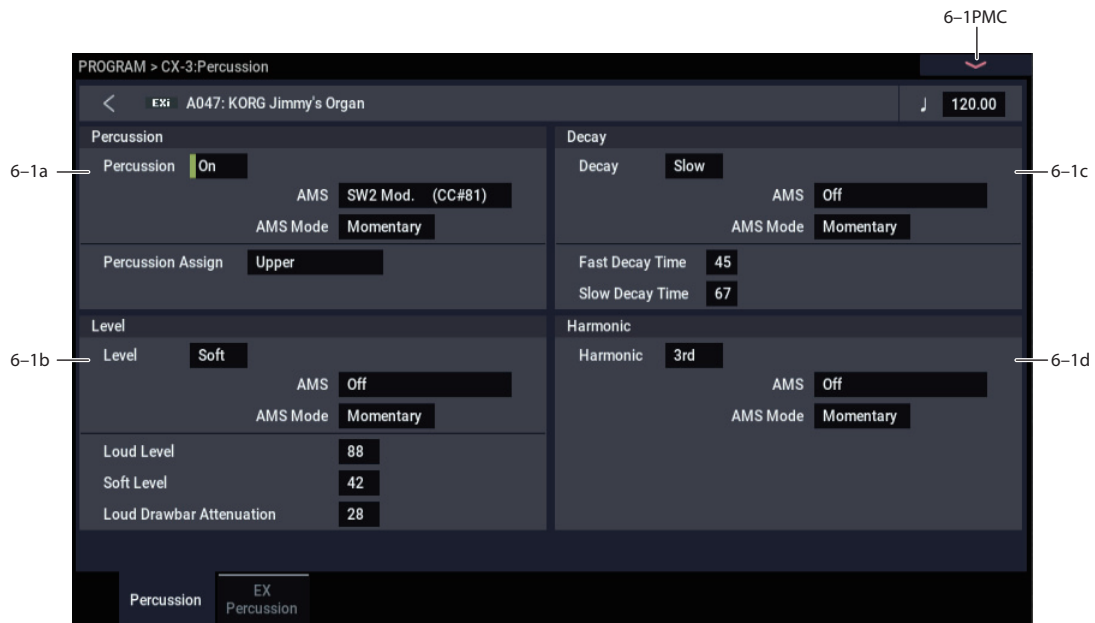 6–1PMC
PROGRAM > CX-3:Percussion
EXi A047: KORG Jimmy's Organ
♩ 120.00
Percussion
6–1a
Percussion On
AMS SW2 Mod. (CC#81)
AMS Mode Momentary
Percussion Assign Upper
Decay
6–1c
Decay Slow
AMS Off
AMS Mode Momentary
Fast Decay Time 45
Slow Decay Time 67
Level
6–1b
Level Soft
AMS Off
AMS Mode Momentary
Loud Level 88
Soft Level 42
Loud Drawbar Attenuation 28
Harmonic
6–1d
Harmonic 3rd
AMS Off
AMS Mode Momentary
Percussion
EX
Percussion